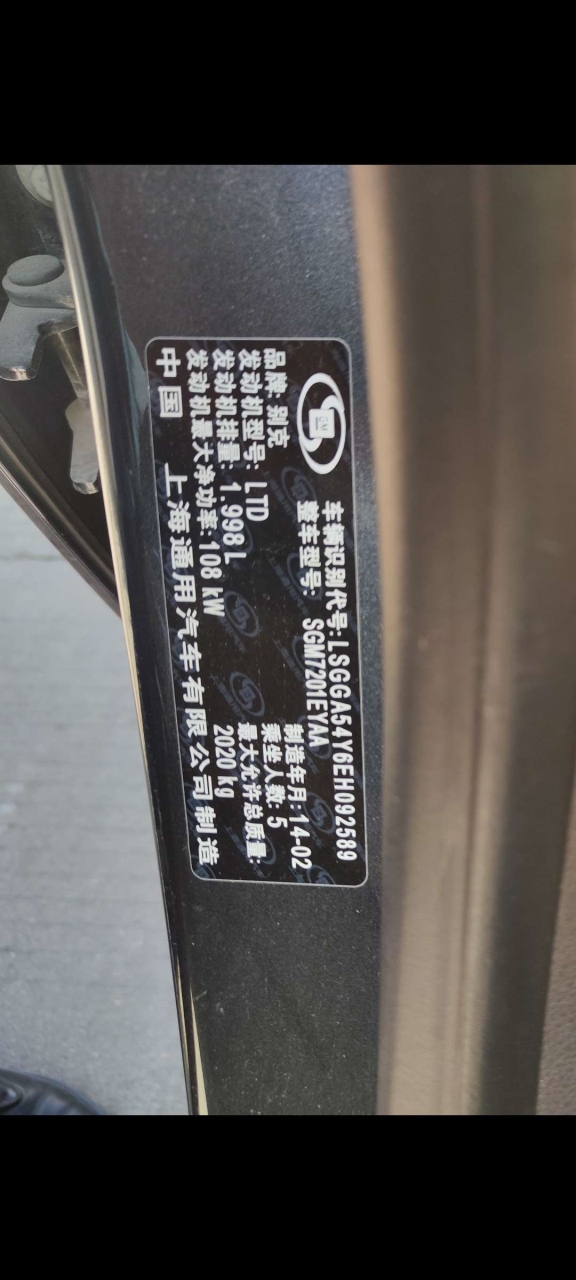 GM
车辆识别代号:LSGGA54Y6EH092589
整车型号: SGM7201EYAA
品牌:别克 制造年月:14-02
发动机型号:LTD 乘坐人数:5
发动机排量:1.998L 最大允许总质量:
发动机最大净功率:108 kW 2020 kg
中国 上海通用汽车有限公司制造